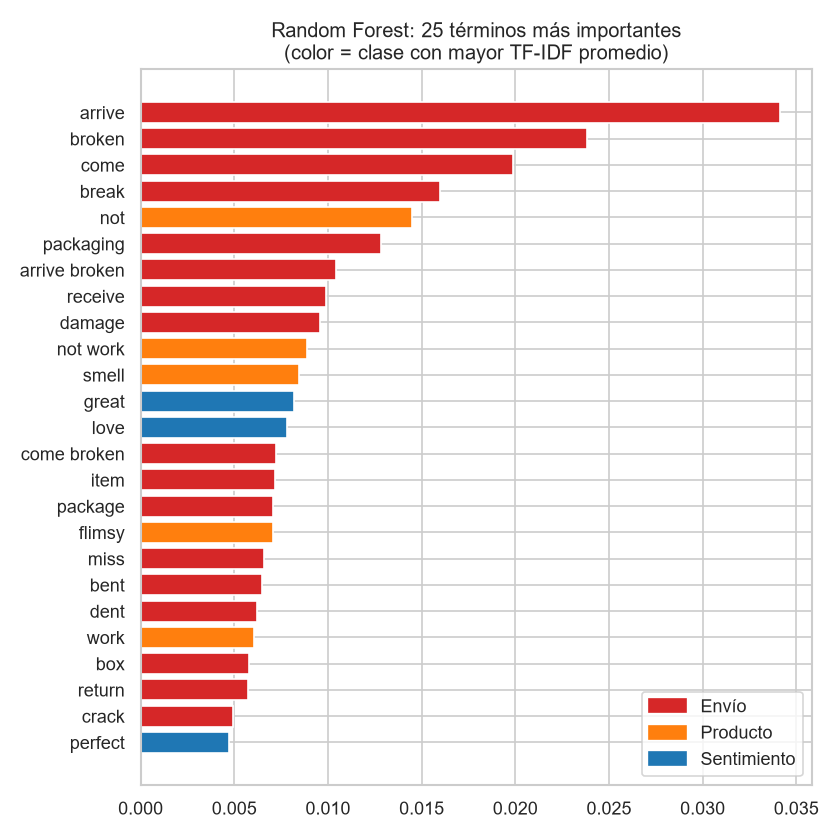 Random Forest: 25 términos más importantes
(color = clase con mayor TF-IDF promedio)
arrive
broken
come
break
not
packaging
arrive broken
receive
damage
not work
smell
great
love
come broken
item
package
flimsy
miss
bent
dent
work
box
return
crack
perfect
Envío
Producto
Sentimiento
0.000 0.005 0.010 0.015 0.020 0.025 0.030 0.035